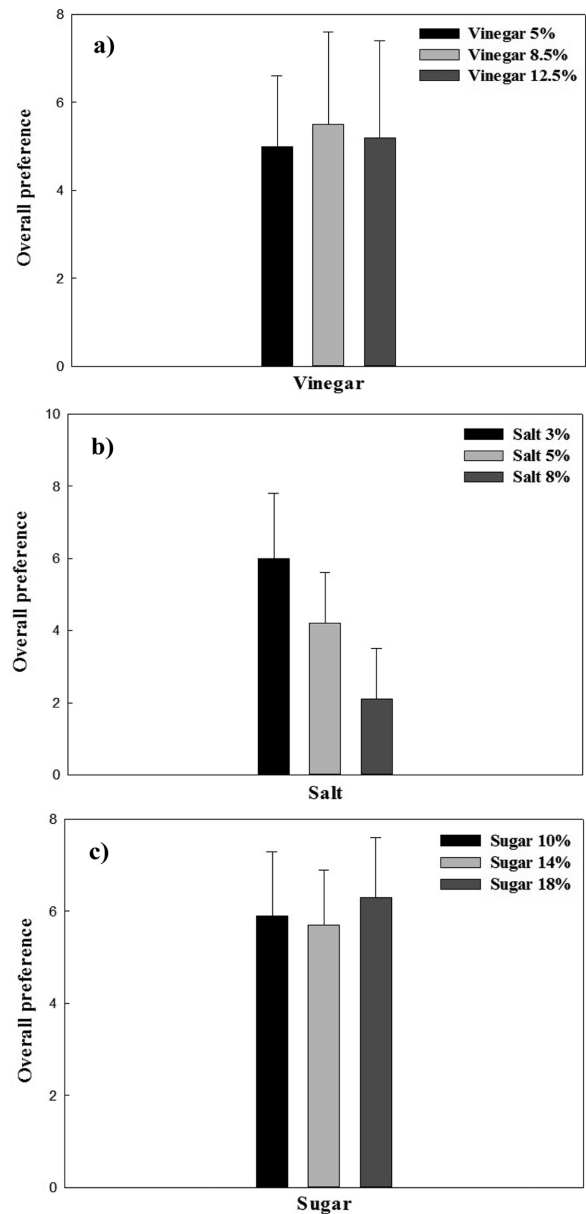 a)
Vinegar 5%
Vinegar 8.5%
Vinegar 12.5%
8
6
4
2
0
Overall preference
Vinegar
b)
Salt 3%
Salt 5%
Salt 8%
10
8
6
4
2
0
Overall preference
Salt
c)
Sugar 10%
Sugar 14%
Sugar 18%
8
6
4
2
0
Overall preference
Sugar